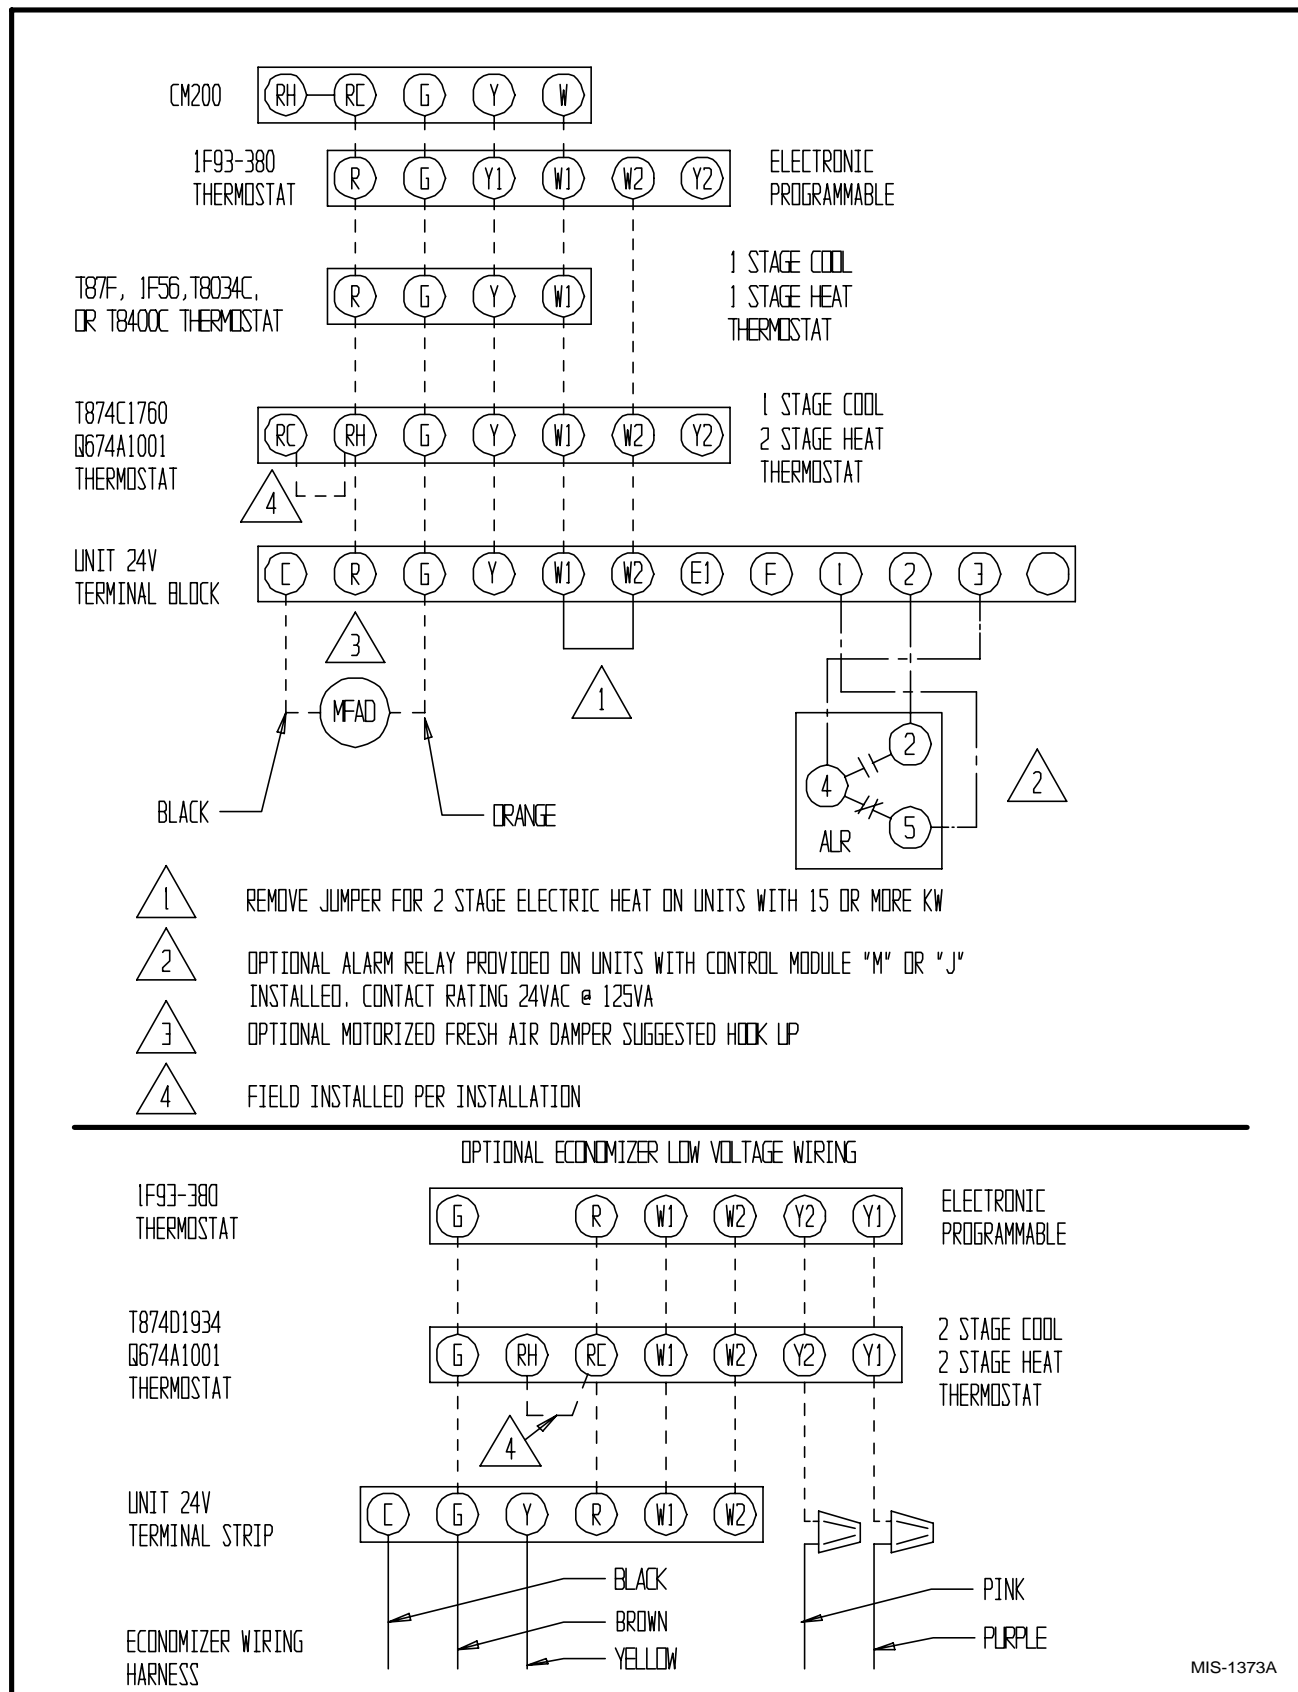 CM200 RH RC G Y W
1F93-380
THERMOSTAT
R G Y1 W1 W2 Y2
ELECTRONIC
PROGRAMMABLE
T87F, 1F56, T8034C,
OR T8400C THERMOSTAT
R G Y W1
1 STAGE COOL
1 STAGE HEAT
THERMOSTAT
T874C1760
Q674A1001
THERMOSTAT
RC RH G Y W1 W2 Y2
1 STAGE COOL
2 STAGE HEAT
THERMOSTAT
4
UNIT 24V
TERMINAL BLOCK
C R G Y W1 W2 E1 F 1 2 3
3
1
MFAD
2
4
5
ALR
2
BLACK
ORANGE
1 REMOVE JUMPER FOR 2 STAGE ELECTRIC HEAT ON UNITS WITH 15 OR MORE KW
2 OPTIONAL ALARM RELAY PROVIDED ON UNITS WITH CONTROL MODULE "M" OR "J"
INSTALLED. CONTACT RATING 24VAC @ 125VA
3 OPTIONAL MOTORIZED FRESH AIR DAMPER SUGGESTED HOOK UP
4 FIELD INSTALLED PER INSTALLATION
OPTIONAL ECONOMIZER LOW VOLTAGE WIRING
1F93-380
THERMOSTAT
G R W1 W2 Y2 Y1
ELECTRONIC
PROGRAMMABLE
T874D1934
Q674A1001
THERMOSTAT
G RH RC W1 W2 Y2 Y1
2 STAGE COOL
2 STAGE HEAT
THERMOSTAT
4
UNIT 24V
TERMINAL STRIP
C G Y R W1 W2
BLACK
BROWN
YELLOW
PINK
PURPLE
ECONOMIZER WIRING
HARNESS
MIS-1373A